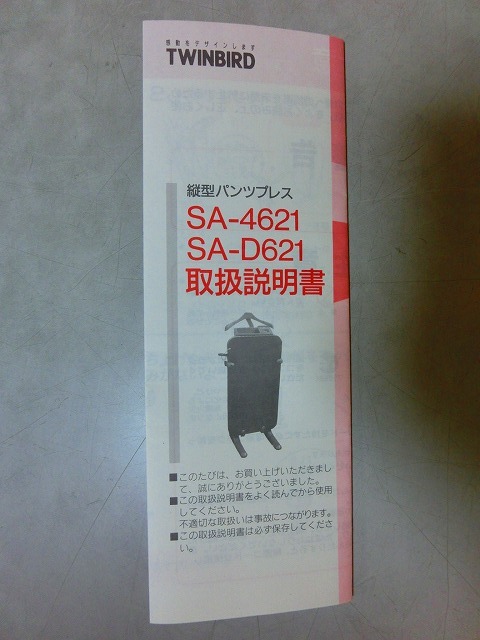 感動をデザインします
TWINBIRD
縦型パンツプレス
SA-4621
SA-D621
取扱説明書
■このたびは、お買い上げいただきまし
て、誠にありがとうございました。
■この取扱説明書をよく読んでから使用
してください。
不適切な取扱いは事故につながります。
■この取扱説明書は必ず保存してくださ
い。